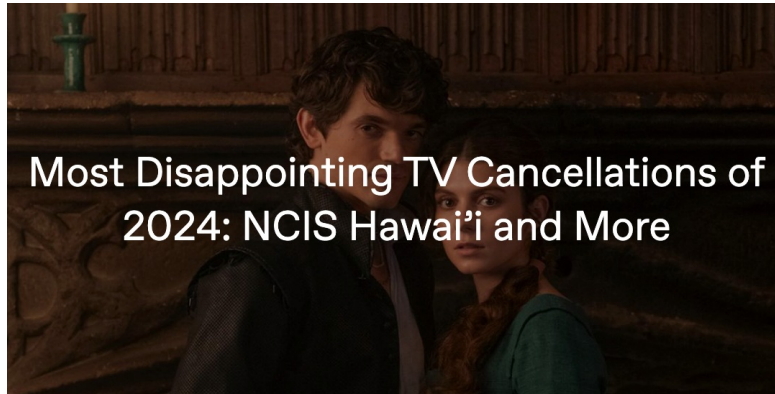 Most Disappointing TV Cancellations of
2024: NCIS Hawai’i and More